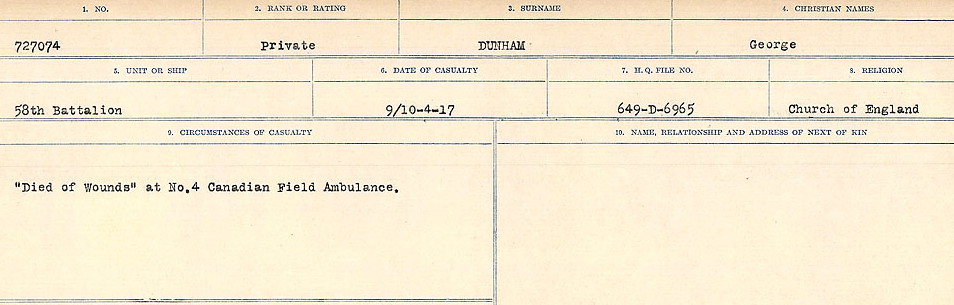 1. NO. 2. RANK OR RATING 3. SURNAME 4. CHRISTIAN NAMES
727074 Private DUNHAM George
5. UNIT OR SHIP 6. DATE OF CASUALTY 7. H.Q. FILE NO. 8. RELIGION
58th Battalion 9/10-4-17 649-D-6965 Church of England
9. CIRCUMSTANCES OF CASUALTY 10. NAME, RELATIONSHIP AND ADDRESS OF NEXT OF KIN
"Died of Wounds" at No.4 Canadian Field Ambulance.